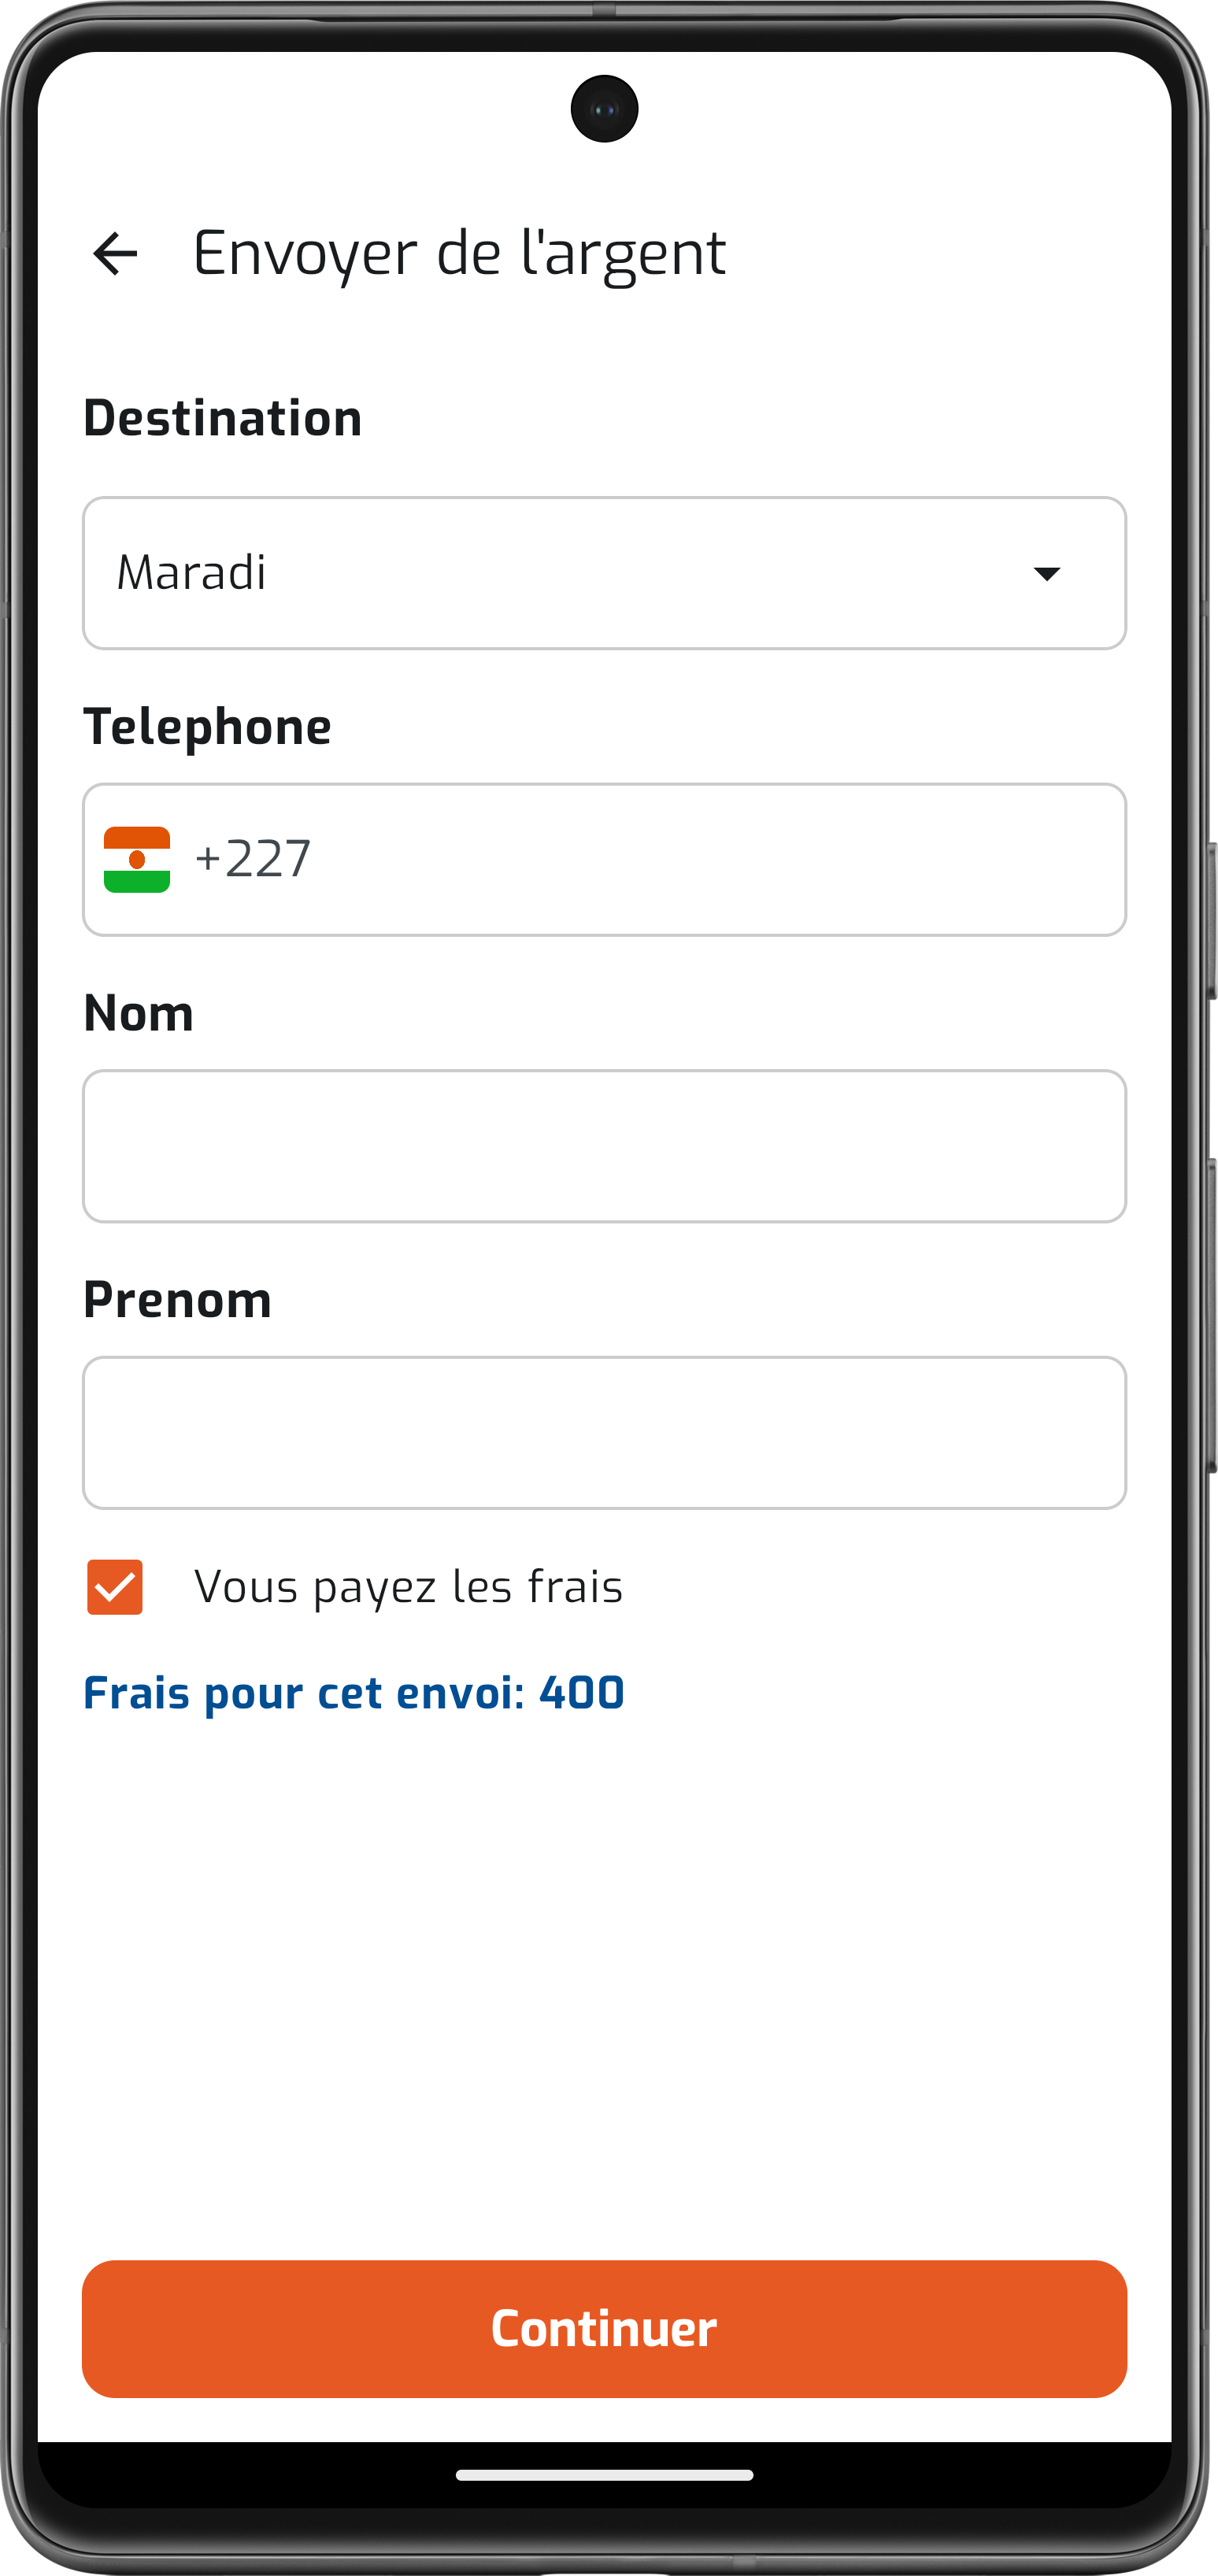 Envoyer de l'argent
Destination
Maradi
Telephone
+227
Nom
Prenom
Vous payez les frais
Frais pour cet envoi: 400
Continuer